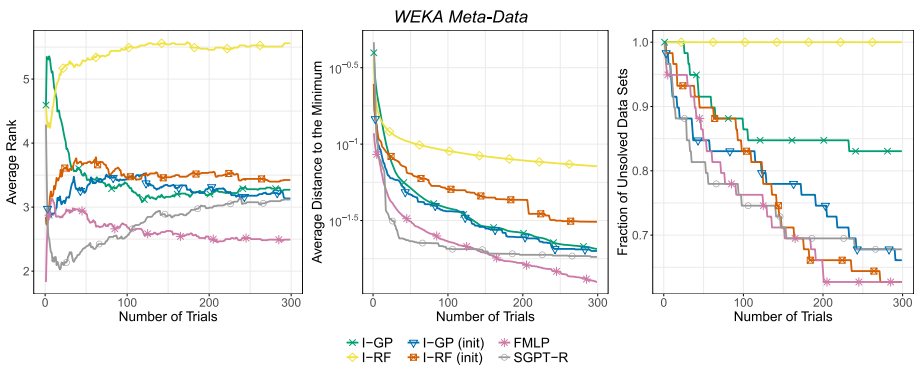 WEKA Meta-Data
Average Rank
5
4
3
2
0
100
200
300
Number of Trials
Average Distance to the Minimum
10^−0.5
10^−1
10^−1.5
0
100
200
300
Number of Trials
Fraction of Unsolved Data Sets
1.0
0.9
0.8
0.7
0
100
200
300
Number of Trials
I−GP
I−GP (init)
FMLP
I−RF
I−RF (init)
SGPT−R